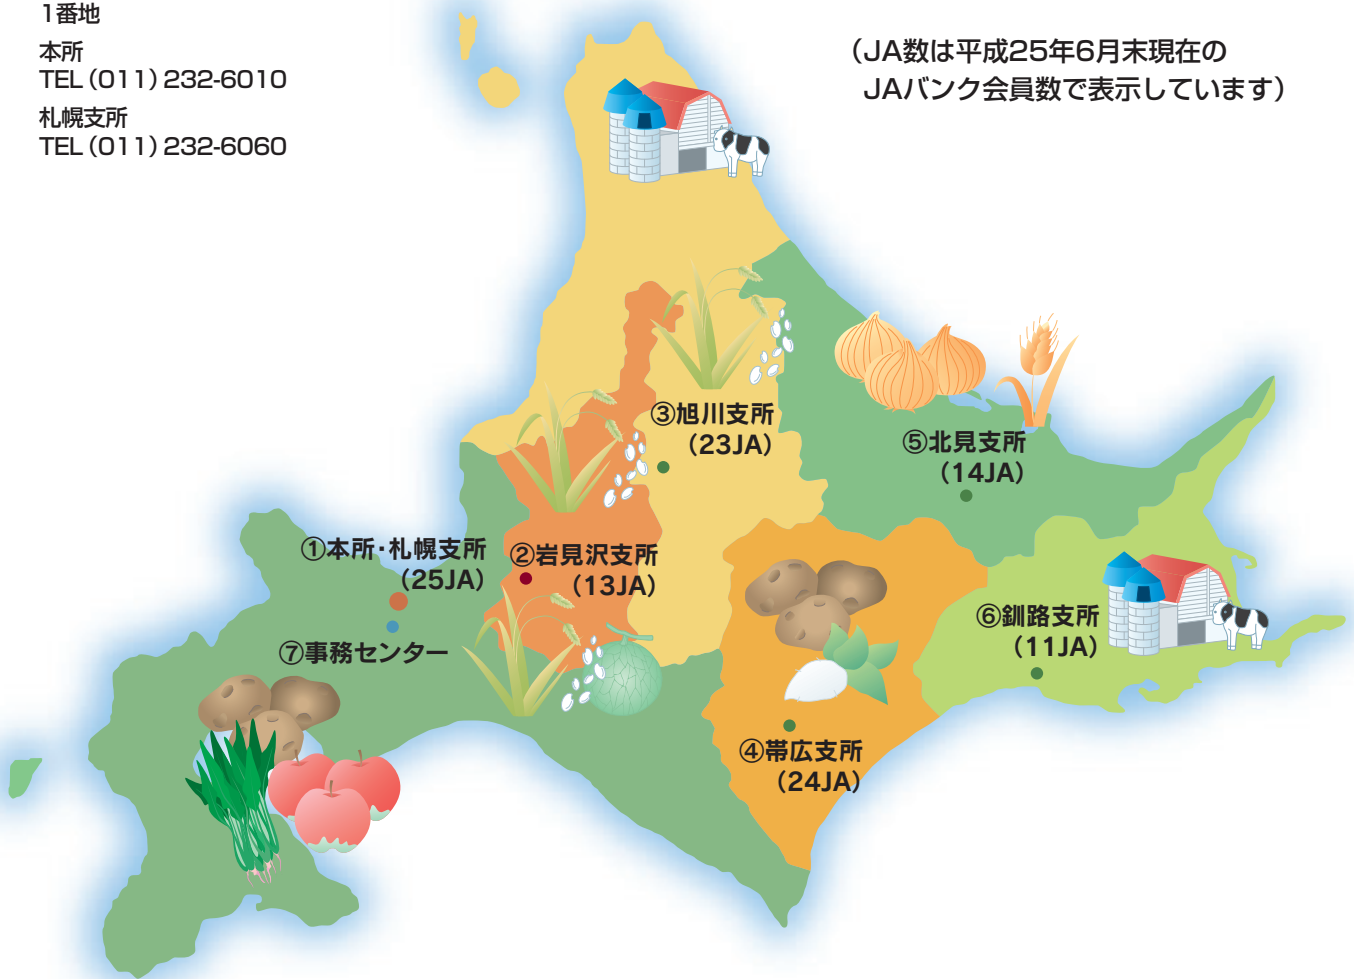 1番地
本所
TEL（011）232-6010
札幌支所
TEL（011）232-6060
（JA数は平成25年6月末現在の
JAバンク会員数で表示しています）
③旭川支所
（23JA）
⑤北見支所
（14JA）
①本所・札幌支所
（25JA）
②岩見沢支所
（13JA）
⑥釧路支所
（11JA）
⑦事務センター
④帯広支所
（24JA）